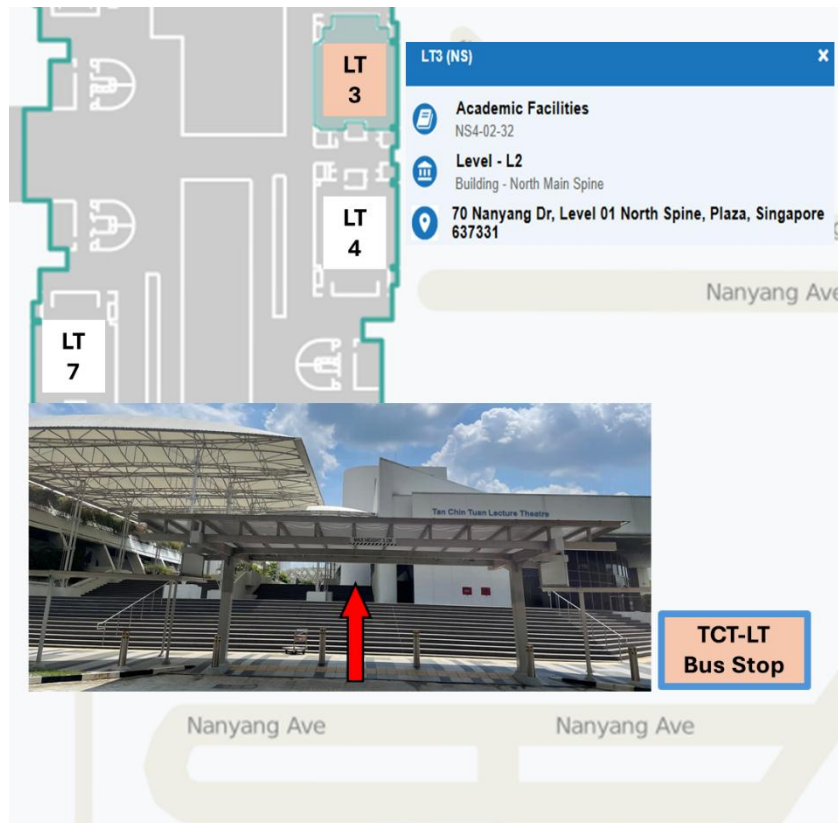 LT
3
LT3 (NS)
Academic Facilities
NS4-02-32
Level - L2
Building - North Main Spine
70 Nanyang Dr, Level 01 North Spine, Plaza, Singapore
637331
LT
4
Nanyang Ave
LT
7
Tan Chin Tuan Lecture Theatre
TCT-LT
Bus Stop
Nanyang Ave
Nanyang Ave